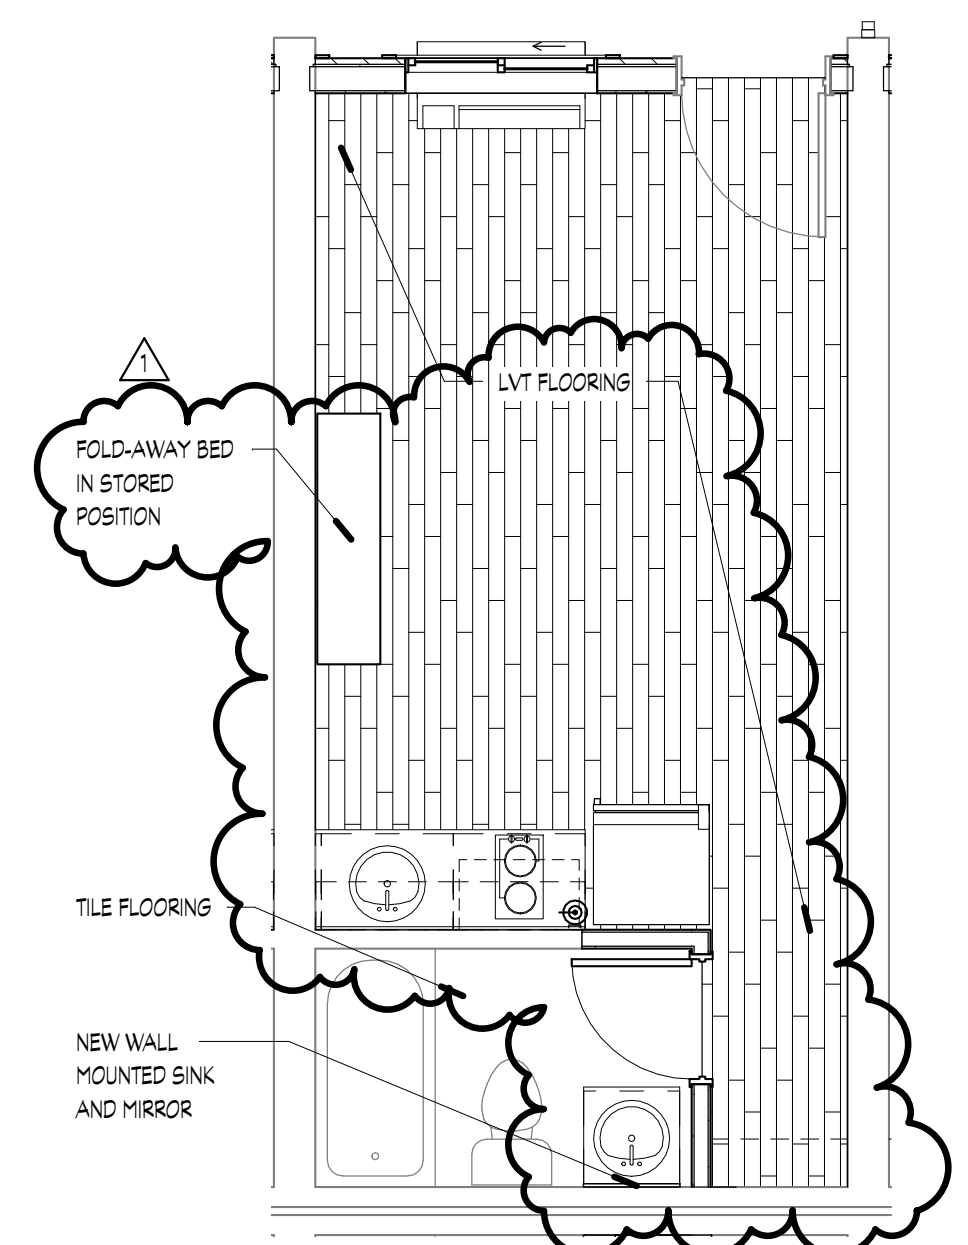 1
LVT FLOORING
FOLD-AWAY BED
IN STORED
POSITION
TILE FLOORING
NEW WALL
MOUNTED SINK
AND MIRROR